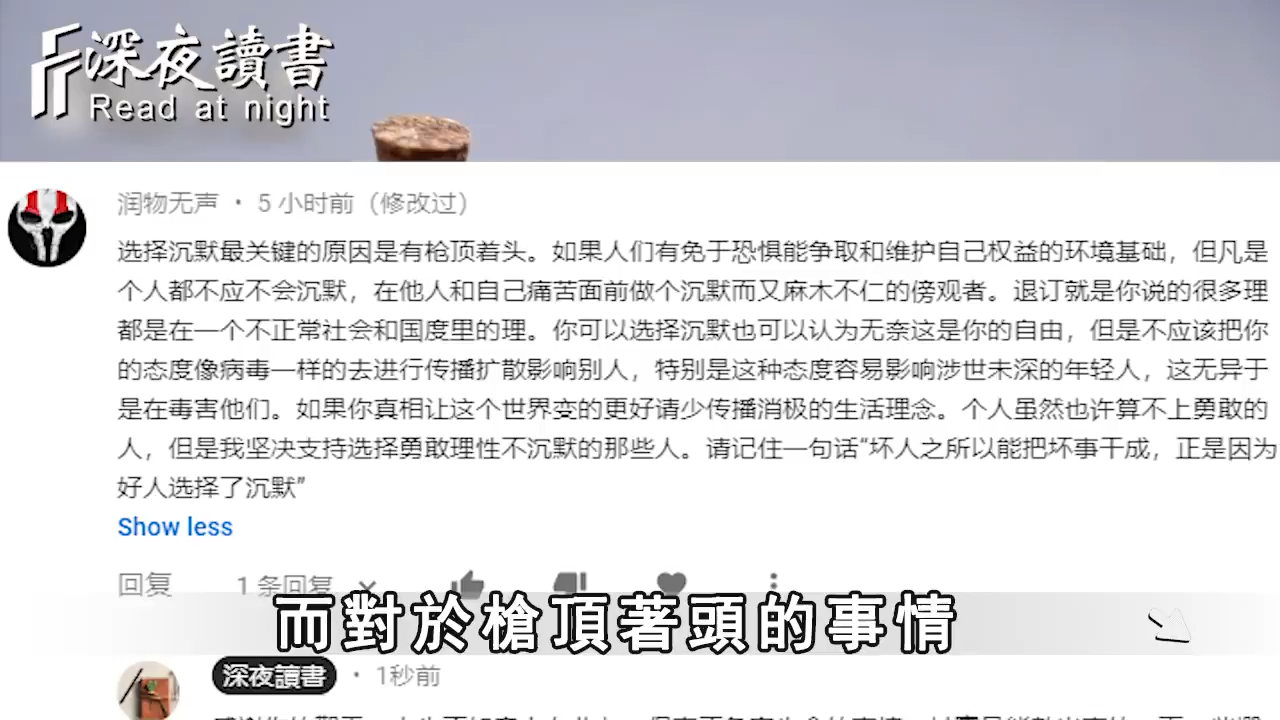 深夜讀書
Read at night
润物无声 · 5 小时前（修改过）
选择沉默最关键的原因是有枪顶着头。如果人们有免于恐惧能争取和维护自己权益的环境基础，但凡是
个人都不应不会沉默，在他人和自己痛苦面前做个沉默而又麻木不仁的傍观者。退订就是你说的很多理
都是在一个不正常社会和国度里的理。你可以选择沉默也可以认为无奈这是你的自由，但是不应该把你
的态度像病毒一样的去进行传播扩散影响别人，特别是这种态度容易影响涉世未深的年轻人，这无异于
是在毒害他们。如果你真相让这个世界变的更好请少传播消极的生活理念。个人虽然也许算不上勇敢的
人，但是我坚决支持选择勇敢理性不沉默的那些人。请记住一句话“坏人之所以能把坏事干成，正是因为
好人选择了沉默”
Show less
回复 1 条回复
而對於槍頂著頭的事情
深夜讀書 · 1秒前